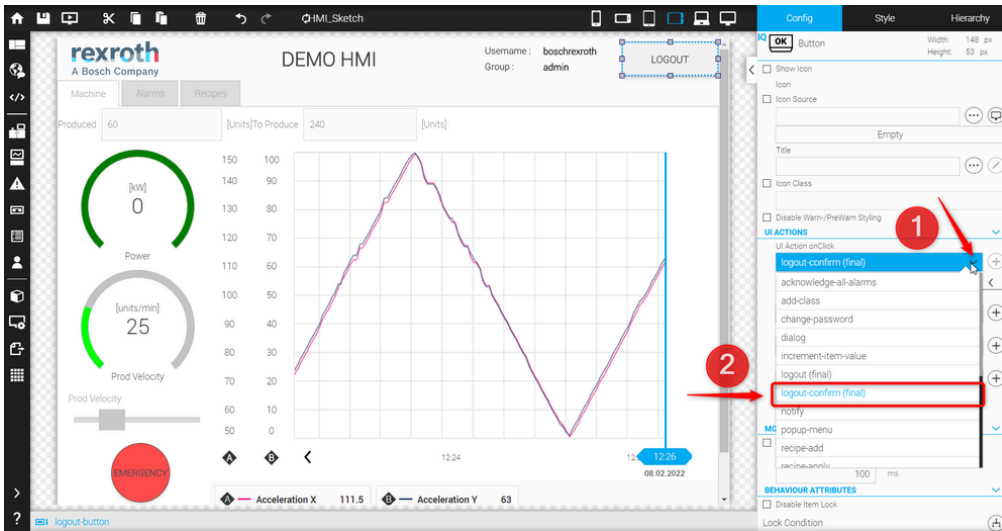 HMI_Sketch
Config
Style
Hierarchy
rexroth
A Bosch Company
DEMO HMI
Username : boschrexroth
Group : admin
LOGOUT
IQ OK Button
Width: 148 px
Height: 53 px
Show Icon
Icon
Icon Source
Empty
Title
Icon Class
Disable Warn-/PreWarn Styling
UI ACTIONS
UI Action onClick
logout-confirm (final)
acknowledge-all-alarms
add-class
change-password
dialog
increment-item-value
logout (final)
logout-confirm (final)
notify
popup-menu
recipe-add
recipe-apply
MO
100 ms
BEHAVIOUR ATTRIBUTES
Disable Item Lock
Lock Condition
1
2
Machine
Alarms
Recipes
Produced 60 [Units]
To Produce 240 [Units]
[kW]
0
Power
[units/min]
25
Prod Velocity
Prod Velocity
EMERGENCY
150 100
140 90
130 80
120 70
110 60
100 50
90 40
80 30
70 20
60 10
50 0
A B
12:24
12:26
08.02.2022
A Acceleration X 111.5
B Acceleration Y 63
logout-button